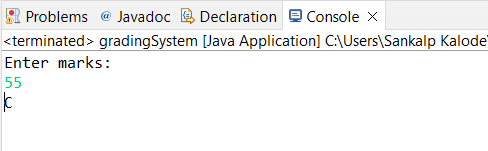 Problems @ Javadoc Declaration Console
<terminated> gradingSystem [Java Application] C:\Users\Sankalp Kalode\
Enter marks:
55
C